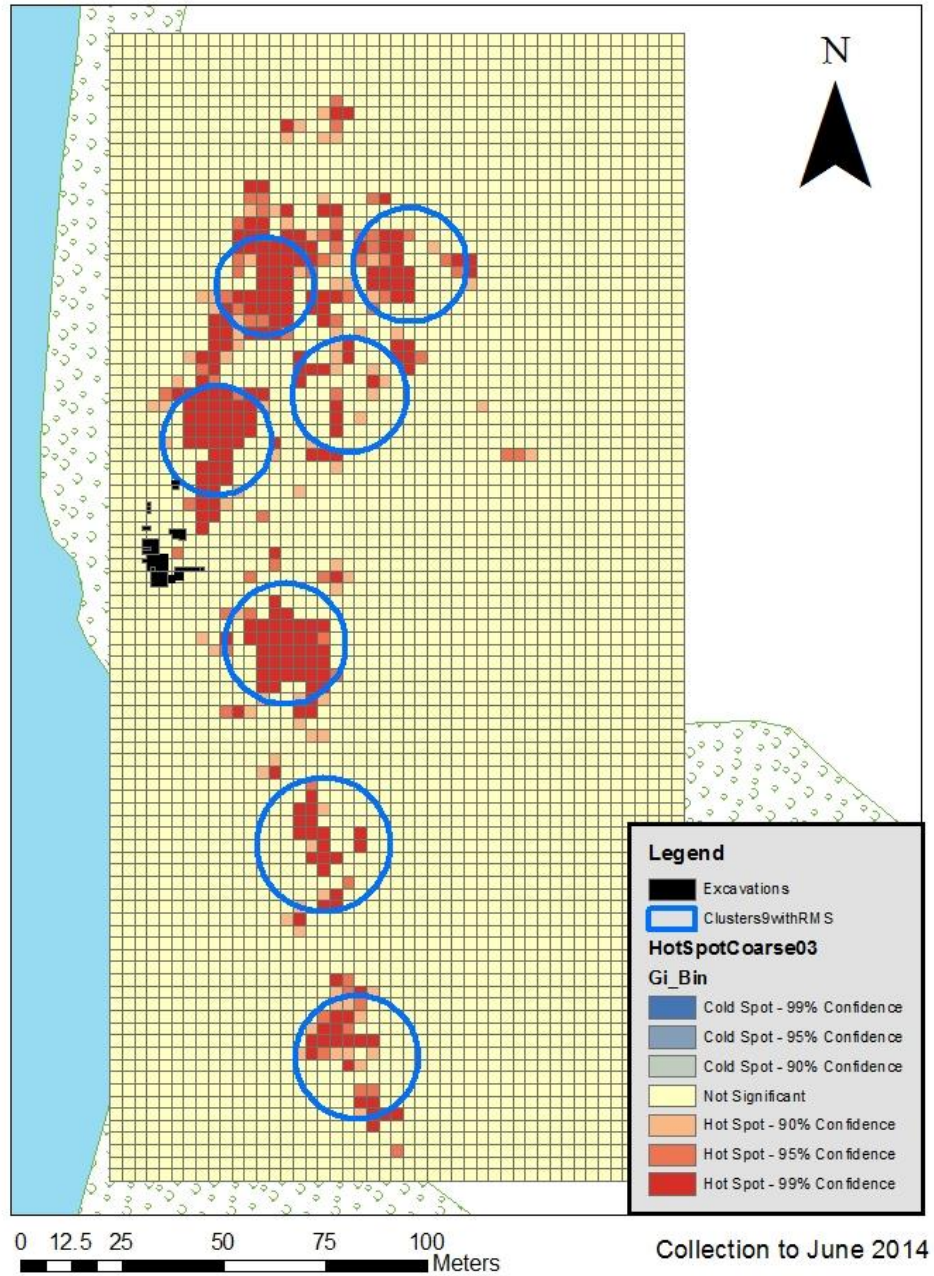 N
Legend
Excavations
Clusters9withRMS
HotSpotCoarse03
Gi_Bin
Cold Spot - 99% Confidence
Cold Spot - 95% Confidence
Cold Spot - 90% Confidence
Not Significant
Hot Spot - 90% Confidence
Hot Spot - 95% Confidence
Hot Spot - 99% Confidence
0 12.5 25 50 75 100
Meters
Collection to June 2014